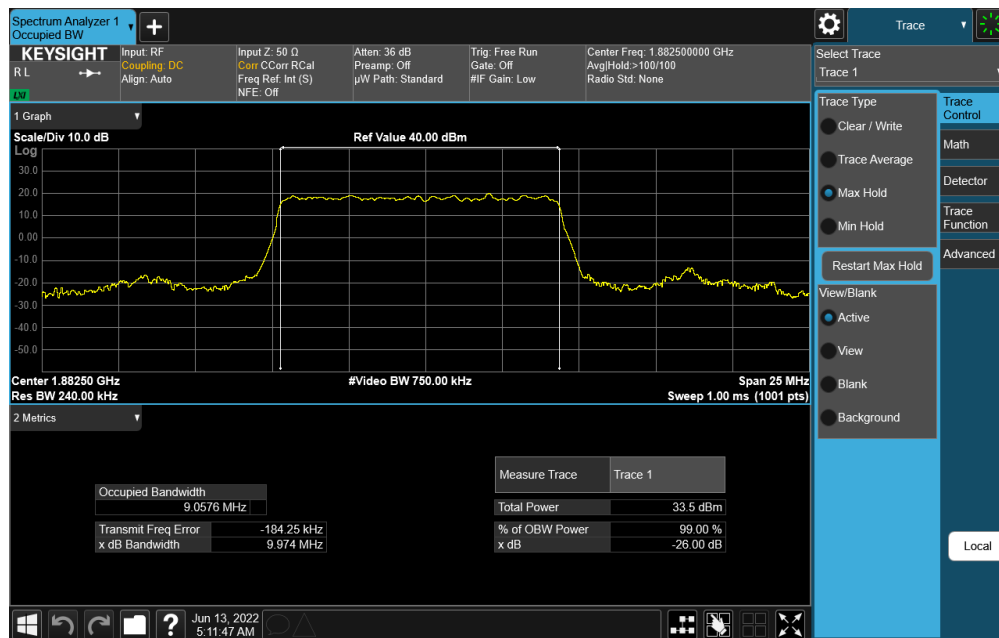 Spectrum Analyzer 1
Occupied BW
Trace
KEYSIGHT
R L
LXI
Input: RF
Coupling: DC
Align: Auto
Input Z: 50 Ω
Corr CCorr RCal
Freq Ref: Int (S)
NFE: Off
Atten: 36 dB
Preamp: Off
µW Path: Standard
Trig: Free Run
Gate: Off
#IF Gain: Low
Center Freq: 1.882500000 GHz
Avg|Hold:>100/100
Radio Std: None
Select Trace
Trace 1
1 Graph
Scale/Div 10.0 dB
Ref Value 40.00 dBm
Log
30.0
20.0
10.0
0.00
-10.0
-20.0
-30.0
-40.0
-50.0
Center 1.88250 GHz
#Video BW 750.00 kHz
Span 25 MHz
Res BW 240.00 kHz
Sweep 1.00 ms (1001 pts)
Trace Type
Clear / Write
Trace Average
Max Hold
Min Hold
Restart Max Hold
View/Blank
Active
View
Blank
Background
Trace
Control
Math
Detector
Trace
Function
Advanced
Local
2 Metrics
Occupied Bandwidth
9.0576 MHz
Transmit Freq Error -184.25 kHz
x dB Bandwidth 9.974 MHz
Measure Trace Trace 1
Total Power 33.5 dBm
% of OBW Power 99.00 %
x dB -26.00 dB
?
Jun 13, 2022
5:11:47 AM